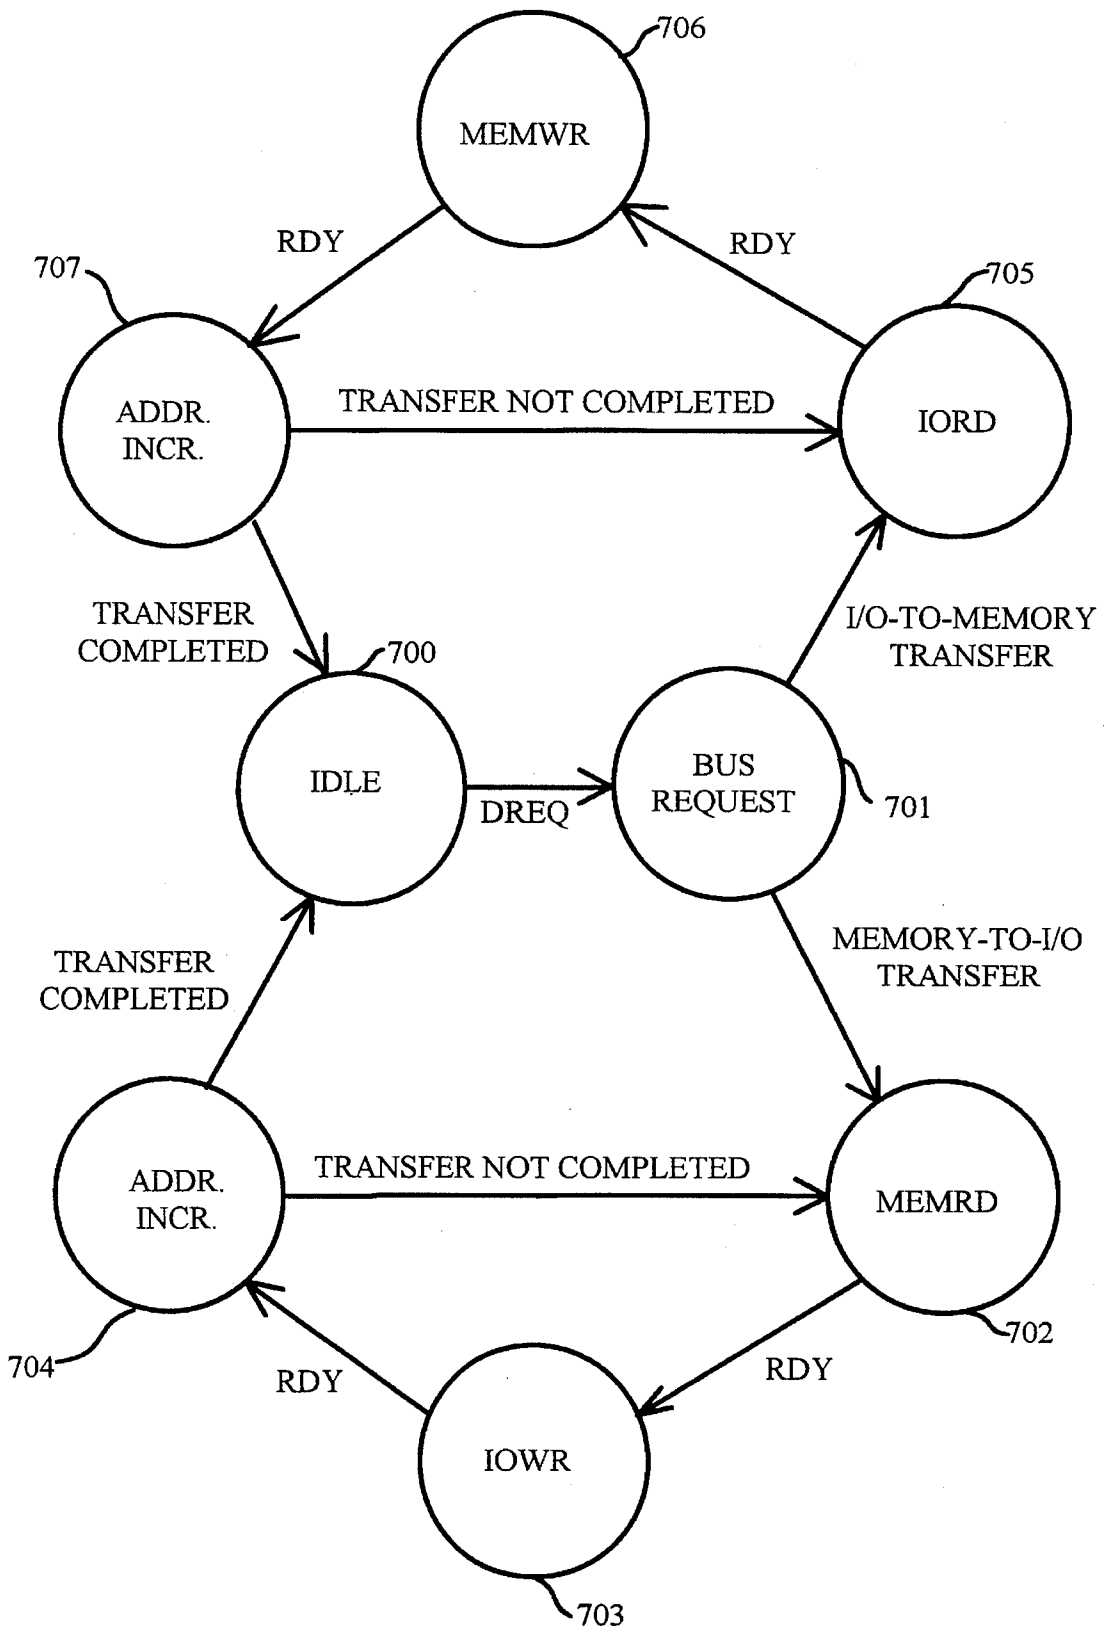 706
MEMWR
RDY
RDY
707
705
ADDR.
INCR.
TRANSFER NOT COMPLETED
IORD
TRANSFER
COMPLETED
I/O-TO-MEMORY
TRANSFER
700
IDLE
DREQ
BUS
REQUEST
701
TRANSFER
COMPLETED
MEMORY-TO-I/O
TRANSFER
ADDR.
INCR.
TRANSFER NOT COMPLETED
MEMRD
704
702
RDY
RDY
IOWR
703